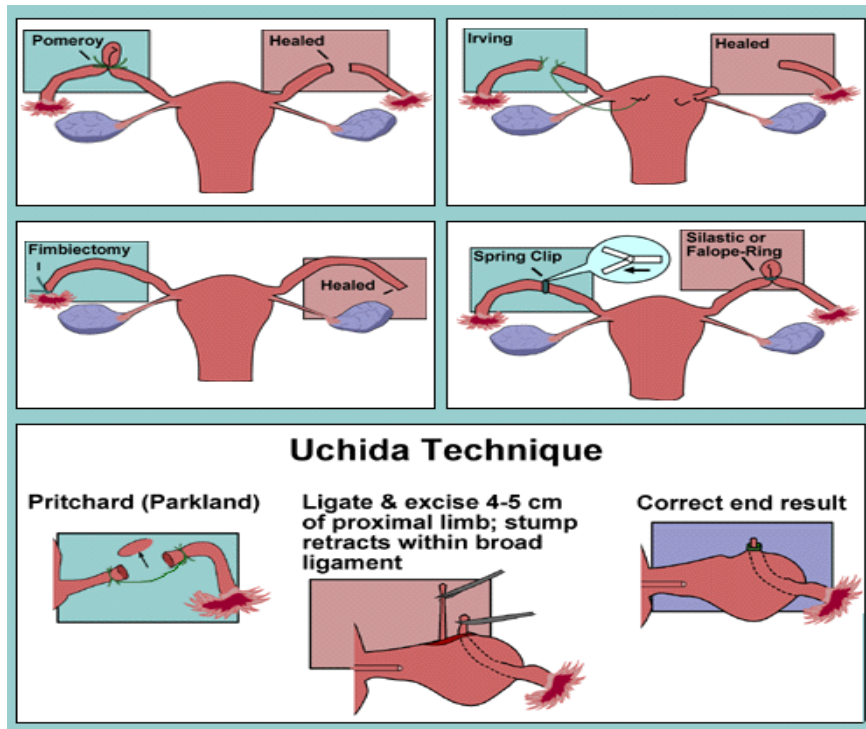 Pomeroy
Healed
Irving
Healed
Fimbiectomy
Healed
Spring Clip
Silastic or
Falope-Ring
Uchida Technique
Pritchard (Parkland)
Ligate & excise 4-5 cm
of proximal limb; stump
retracts within broad
ligament
Correct end result